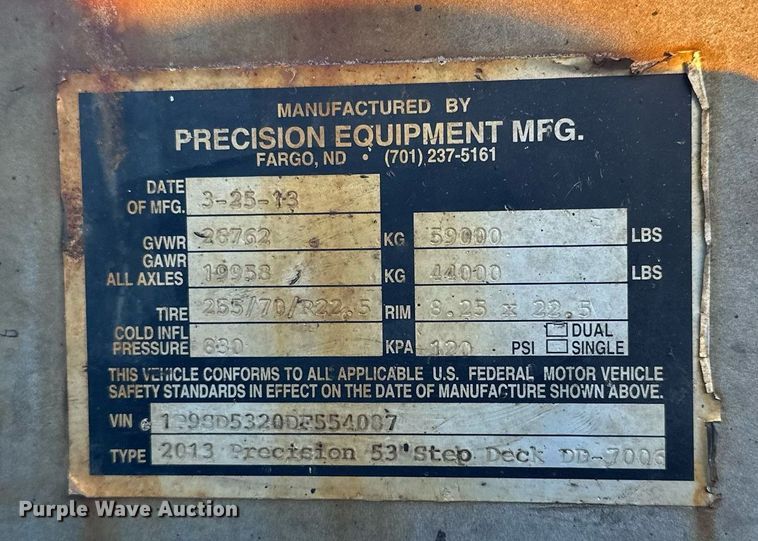 MANUFACTURED BY
PRECISION EQUIPMENT MFG.
FARGO, ND • (701) 237-5161
DATE OF MFG. 3-25-13
GVWR 26762 KG 59000 LBS
GAWR ALL AXLES 19958 KG 44000 LBS
TIRE 255/70/R22.5 RIM 8.25 x 22.5
COLD INFL PRESSURE 830 KPA 120 PSI DUAL SINGLE
THIS VEHICLE CONFORMS TO ALL APPLICABLE U.S. FEDERAL MOTOR VEHICLE
SAFETY STANDARDS IN EFFECT ON THE DATE OF MANUFACTURE SHOWN ABOVE.
VIN
TYPE 2013 Precision 53' Step Deck DD-7006
Purple Wave Auction